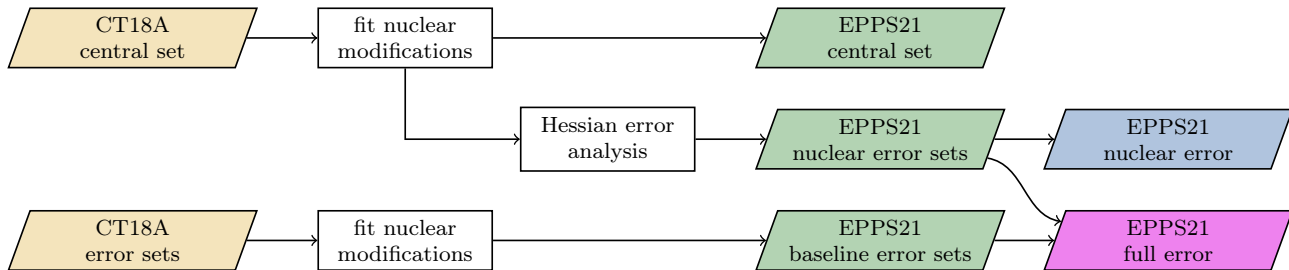 CT18A
central set
fit nuclear
modifications
EPPS21
central set
Hessian error
analysis
EPPS21
nuclear error sets
EPPS21
nuclear error
CT18A
error sets
fit nuclear
modifications
EPPS21
baseline error sets
EPPS21
full error